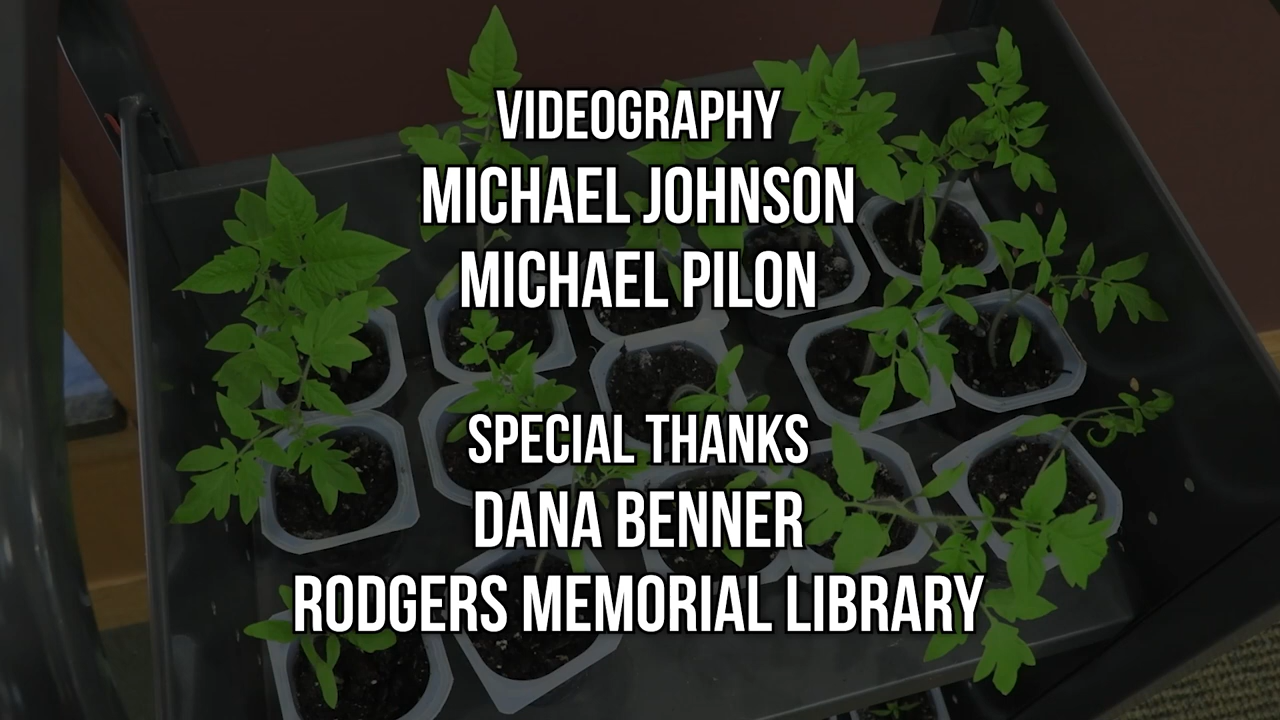 VIDEOGRAPHY
MICHAEL JOHNSON
MICHAEL PILON
SPECIAL THANKS
DANA BENNER
RODGERS MEMORIAL LIBRARY